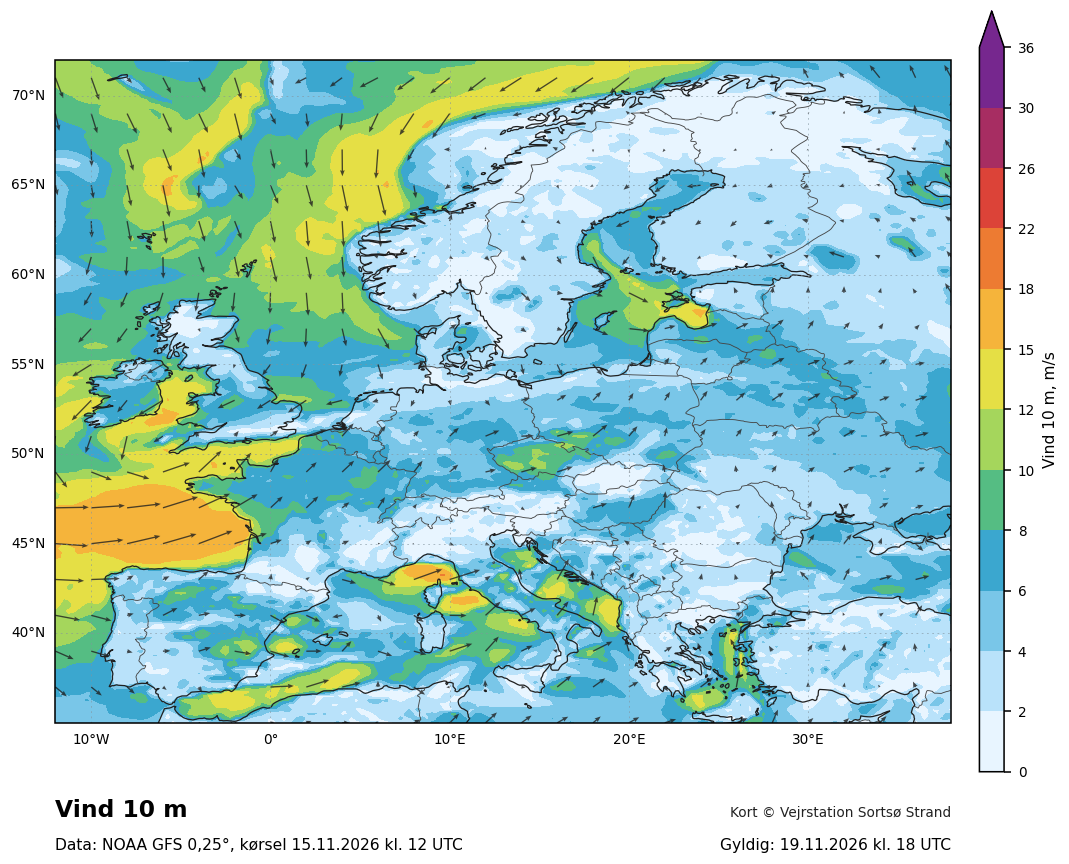 36
30
26
22
18
15
12
10
8
6
4
2
0
Vind 10 m, m/s
70°N
65°N
60°N
55°N
50°N
45°N
40°N
10°W
0°
10°E
20°E
30°E
Vind 10 m
Kort © Vejrstation Sortsø Strand
Data: NOAA GFS 0,25°, kørsel 15.11.2026 kl. 12 UTC
Gyldig: 19.11.2026 kl. 18 UTC